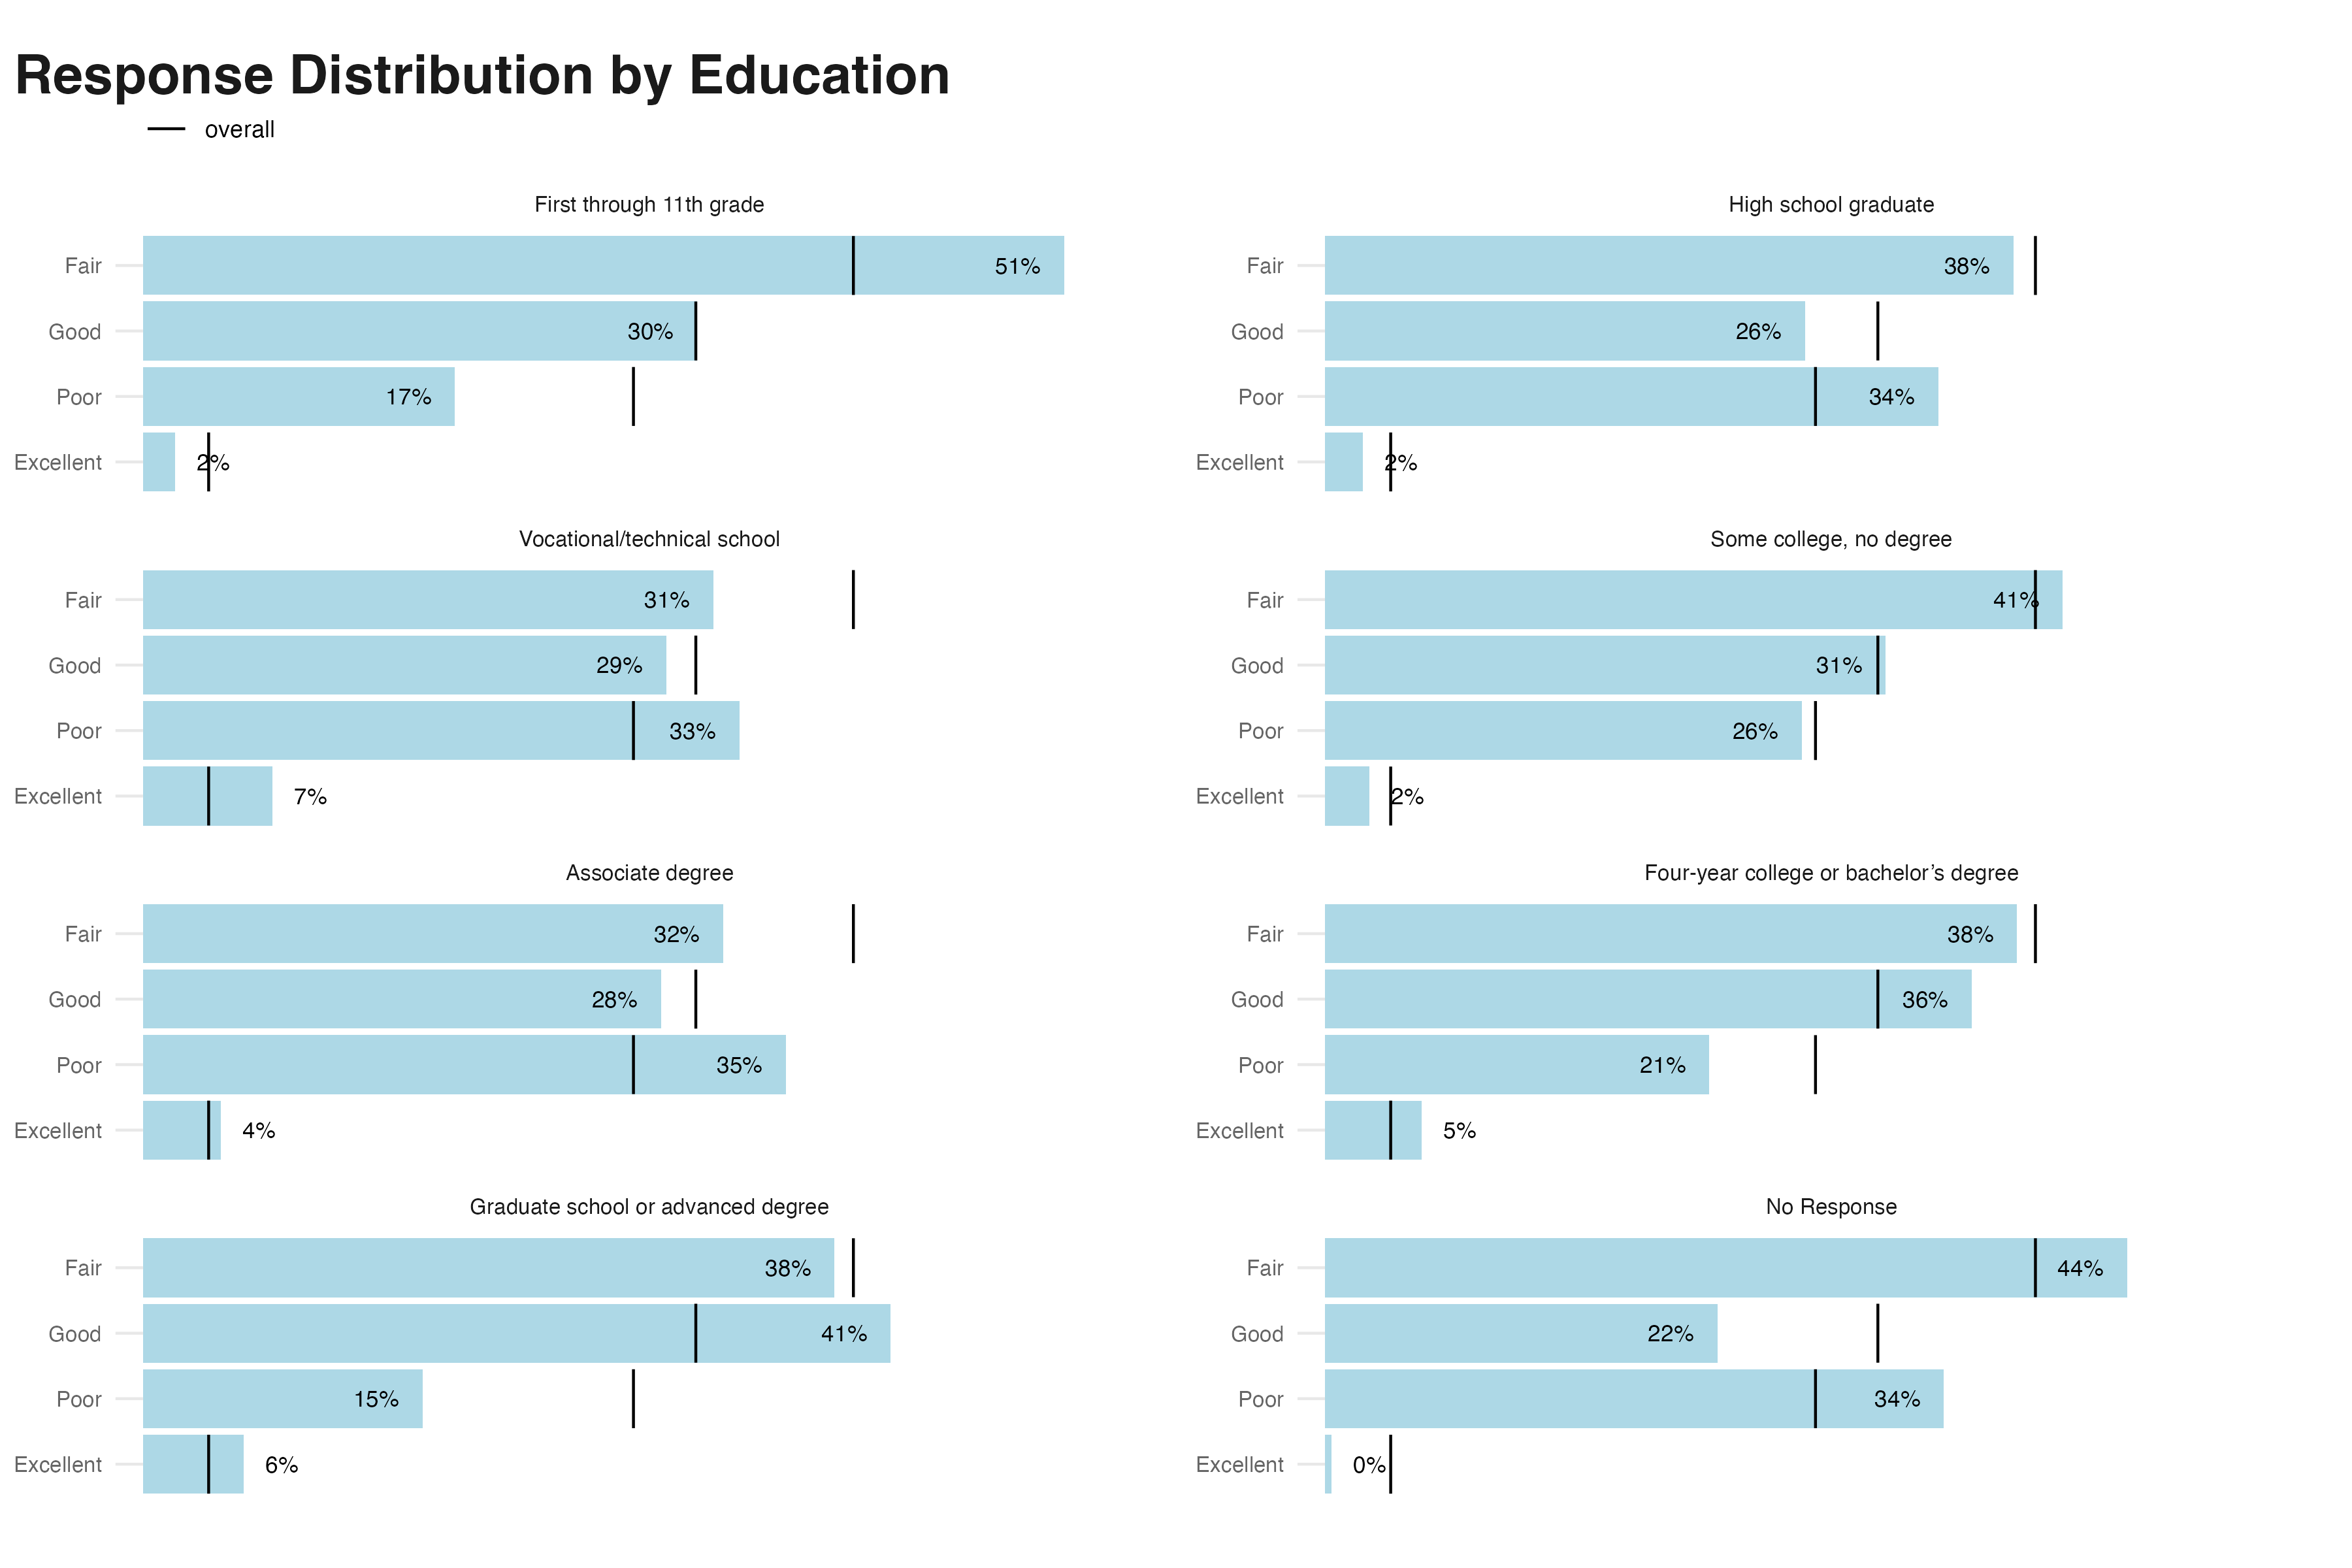 Response Distribution by Education
overall
First through 11th grade
Fair
51%
Good
30%
Poor
17%
Excellent
2%
High school graduate
Fair
38%
Good
26%
Poor
34%
Excellent
2%
Vocational/technical school
Fair
31%
Good
29%
Poor
33%
Excellent
7%
Some college, no degree
Fair
41%
Good
31%
Poor
26%
Excellent
2%
Associate degree
Fair
32%
Good
28%
Poor
35%
Excellent
4%
Four-year college or bachelor’s degree
Fair
38%
Good
36%
Poor
21%
Excellent
5%
Graduate school or advanced degree
Fair
38%
Good
41%
Poor
15%
Excellent
6%
No Response
Fair
44%
Good
22%
Poor
34%
Excellent
0%